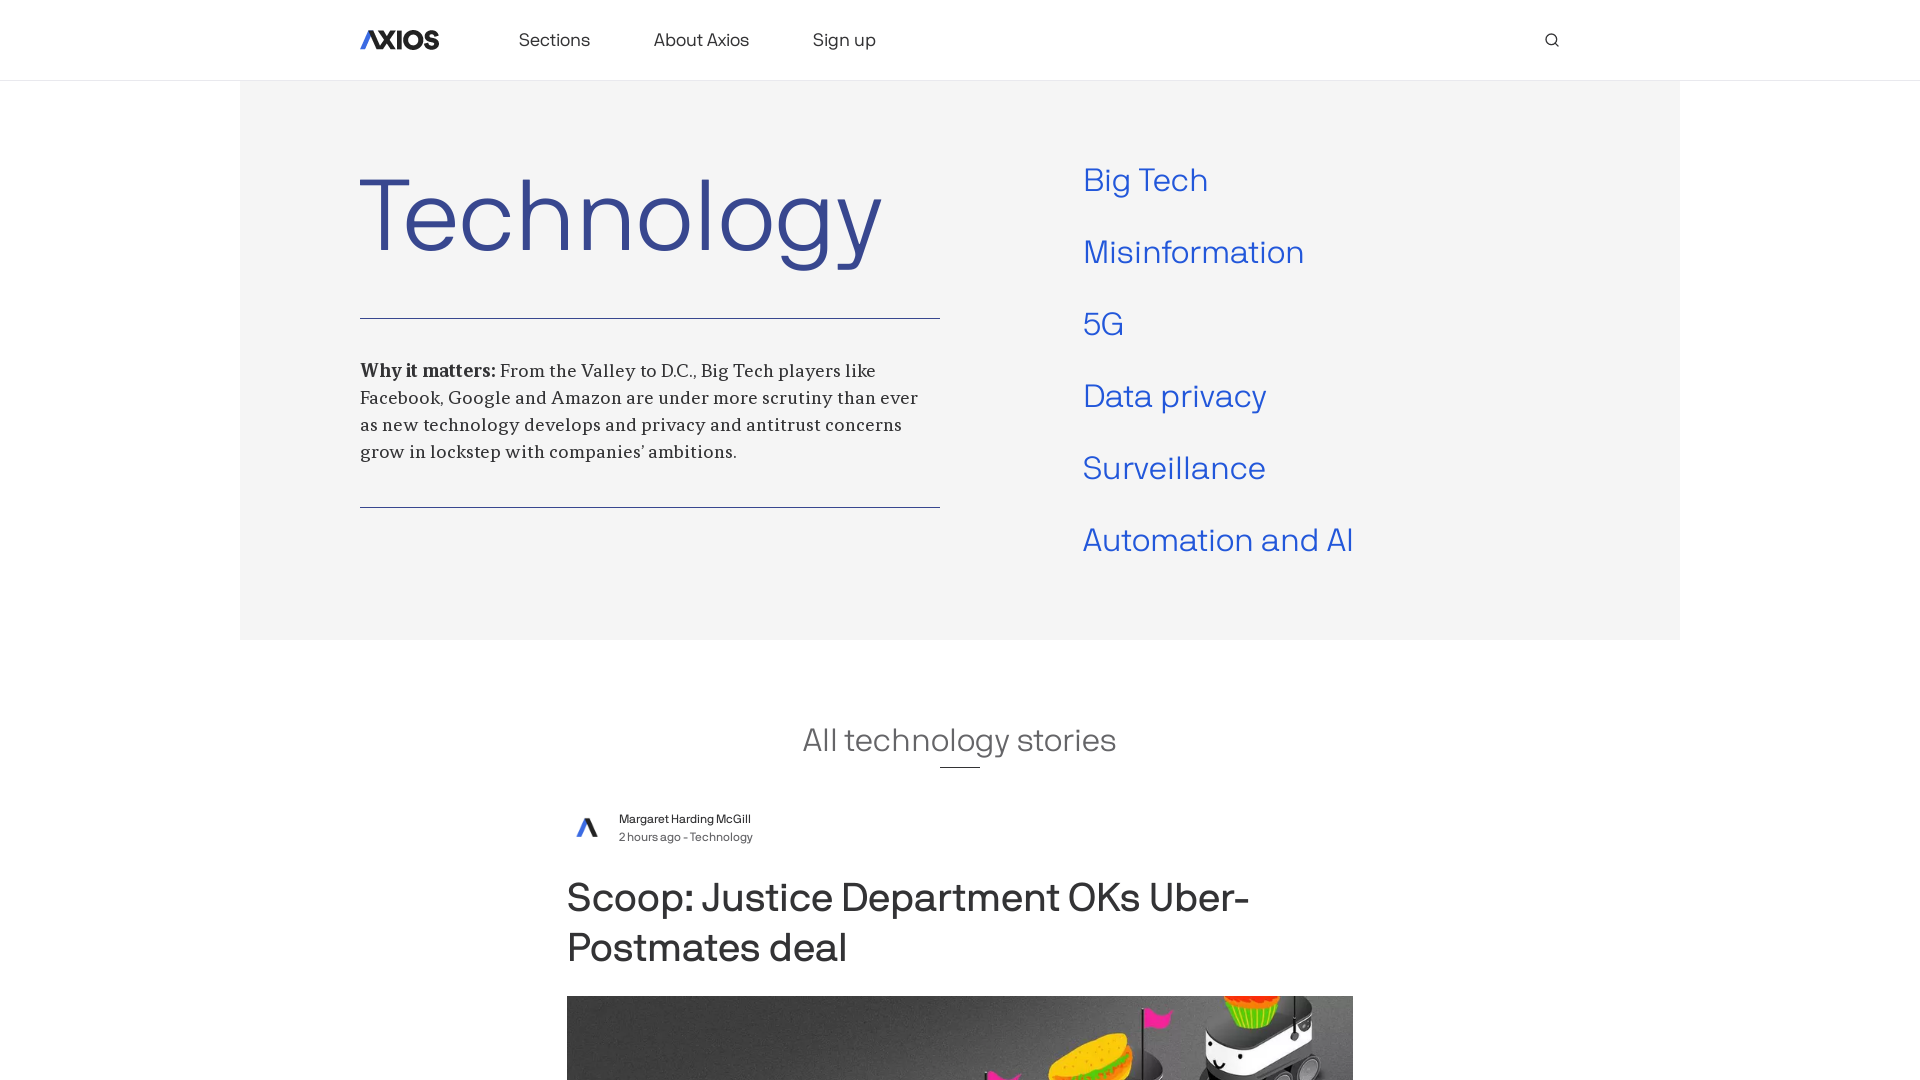 AXIOS
Sections
About Axios
Sign up
Technology
Why it matters: From the Valley to D.C., Big Tech players like
Facebook, Google and Amazon are under more scrutiny than ever
as new technology develops and privacy and antitrust concerns
grow in lockstep with companies’ ambitions.
Big Tech
Misinformation
5G
Data privacy
Surveillance
Automation and AI
All technology stories
Margaret Harding McGill
2 hours ago - Technology
Scoop: Justice Department OKs Uber-
Postmates deal